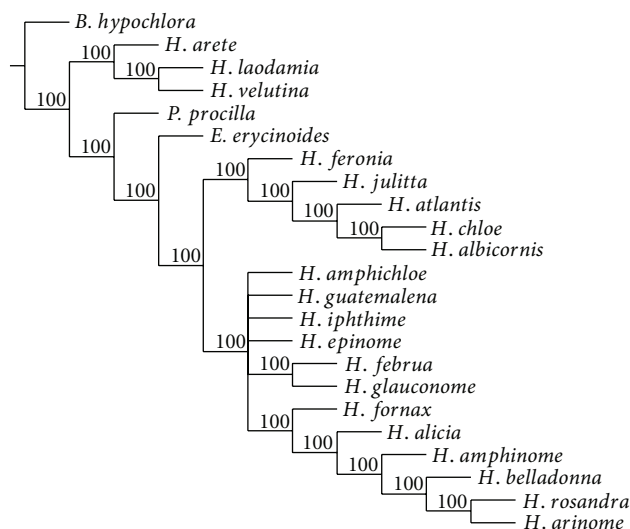 B. hypochlora
H. arete
100
H. laodamia
100
100
H. velutina
P. procilla
100
E. erycinoides
H. feronia
100
100
H. julitta
100
H. atlantis
100
H. chloe
100
H. albicornis
100
H. amphichloe
H. guatemalena
H. iphthime
H. epinome
100
H. februa
100
H. glauconome
H. fornax
100
H. alicia
100
H. amphinome
100
H. belladonna
100
H. rosandra
100
H. arinome